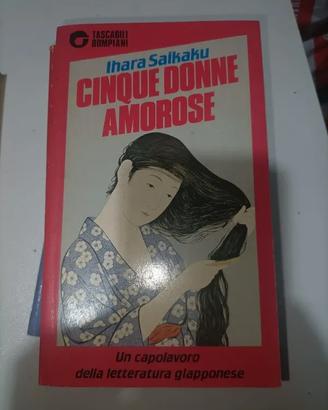 TASCABILI
BOMPIANI
Ihara Saikaku
CINQUE DONNE
AMOROSE
Un capolavoro
della letteratura giapponese